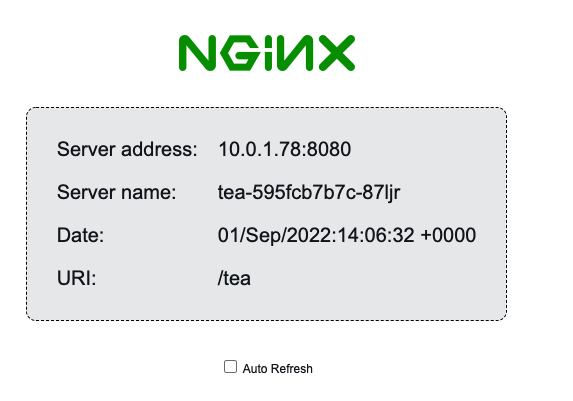 NGINX
Server address: 10.0.1.78:8080
Server name: tea-595fcb7b7c-87ljr
Date: 01/Sep/2022:14:06:32 +0000
URI: /tea
Auto Refresh